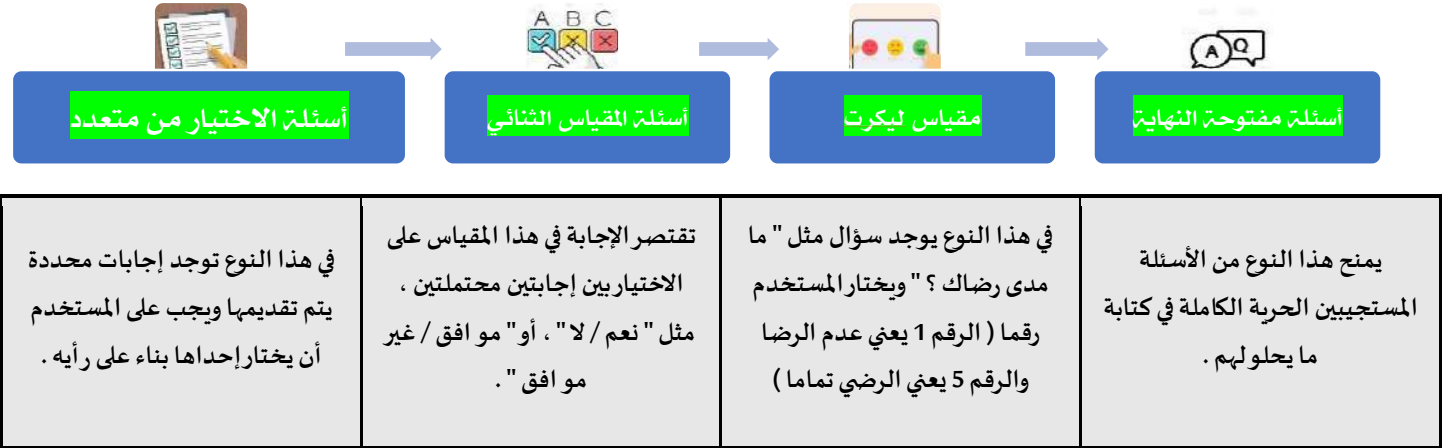 A B C
A Q
أسئلة مفتوحة النهاية
مقياس ليكرت
أسئلة المقياس الثنائي
أسئلة الاختيار من متعدد
يمنح هذا النوع من الأسئلة
المستجيبين الحرية الكاملة في كتابة
ما يحلو لهم .
في هذا النوع يوجد سؤال مثل " ما
مدى رضاك ؟ " ويختار المستخدم
رقما ( الرقم 1 يعني عدم الرضا
والرقم 5 يعني الرضي تماما )
تقتصر الإجابة في هذا المقياس على
الاختيار بين إجابتين محتملتين ،
مثل " نعم / لا " ، أو " موافق / غير
موافق " .
في هذا النوع توجد إجابات محددة
يتم تقديمها ويجب على المستخدم
أن يختار إحداها بناء على رأيه .